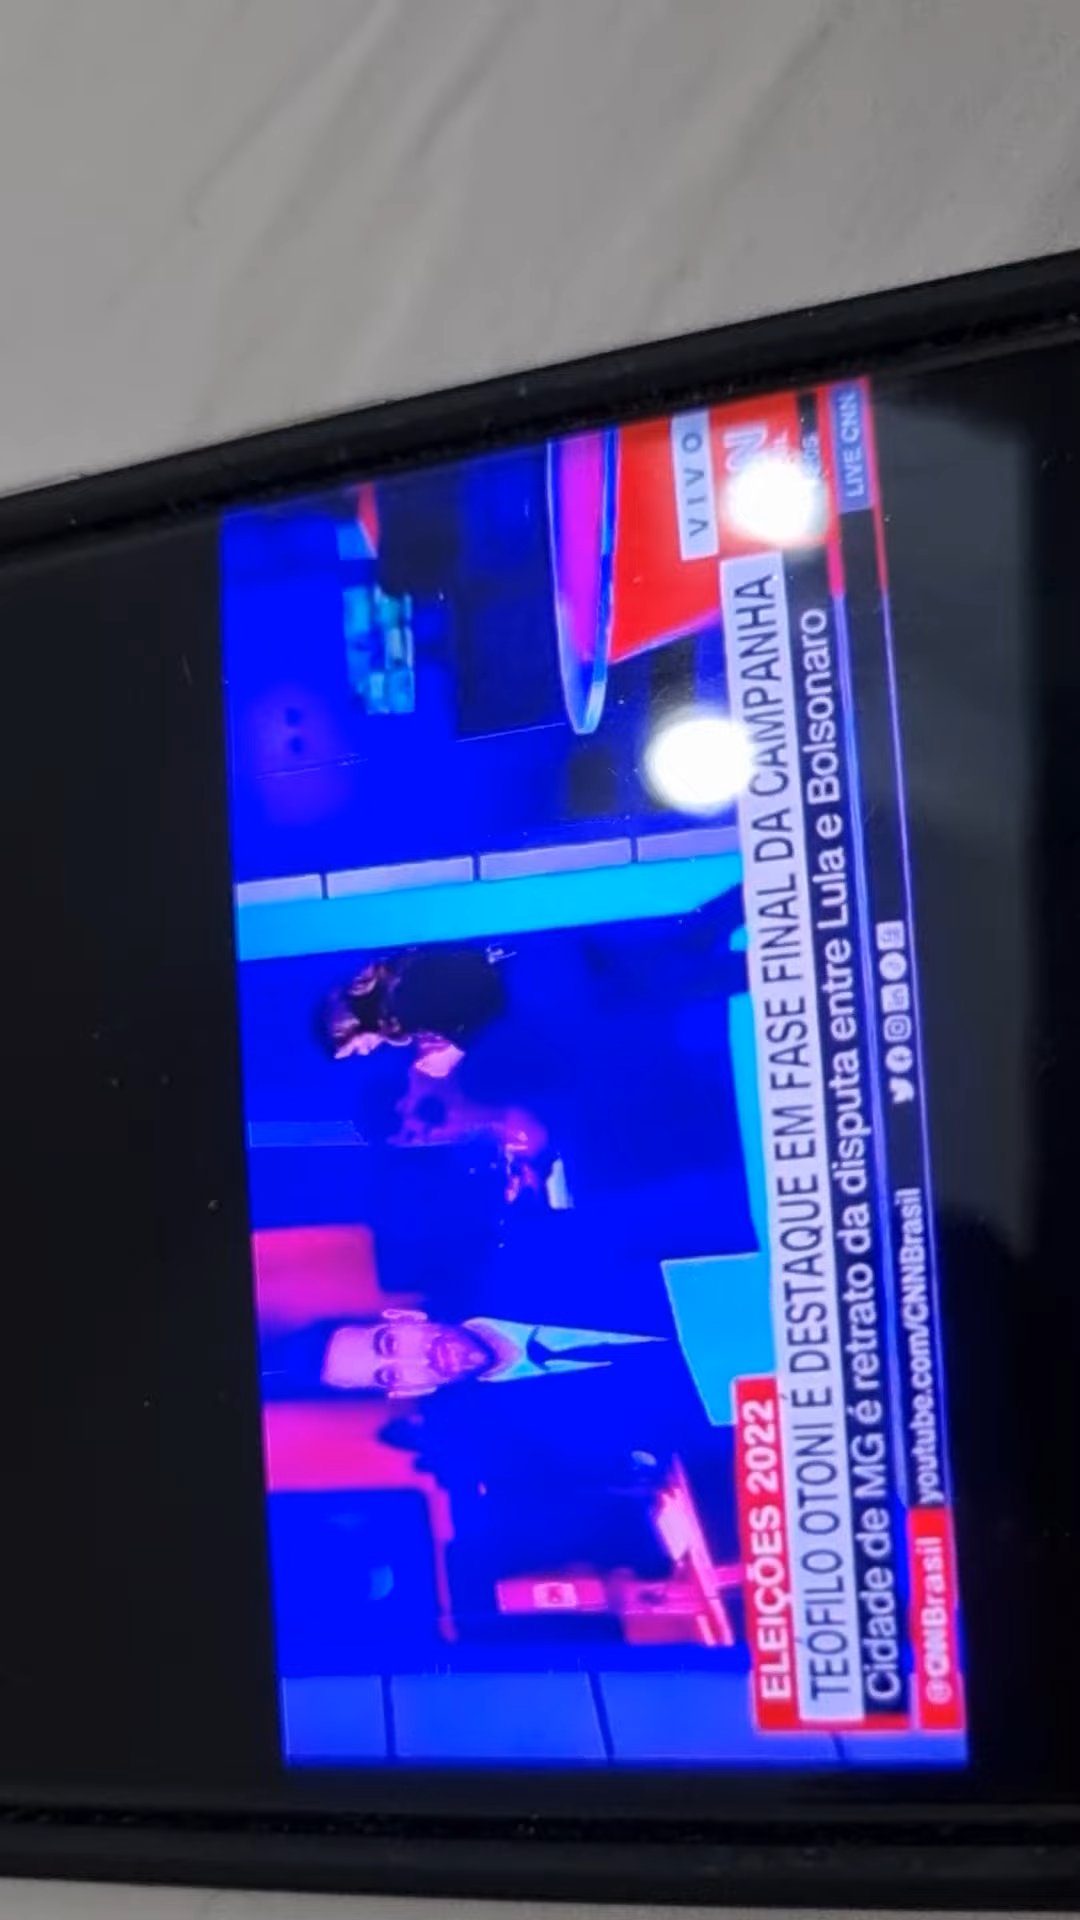 VIVO
LIVE CNN
ELEIÇÕES 2022
TEÓFILO OTONI É DESTAQUE EM FASE FINAL DA CAMPANHA
Cidade de MG é retrato da disputa entre Lula e Bolsonaro
@CNNBrasil youtube.com/CNNBrasil